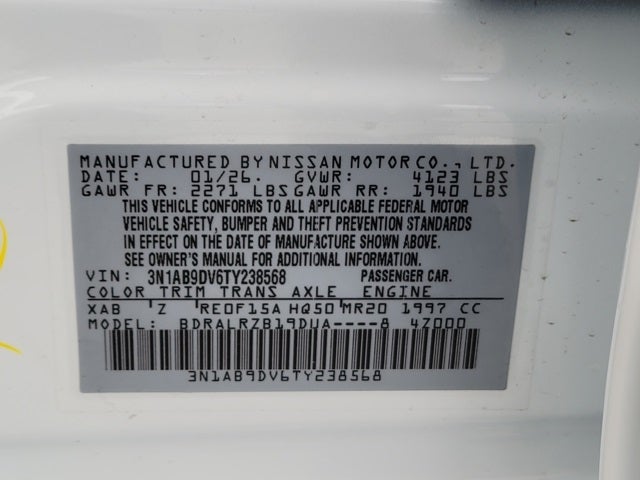 MANUFACTURED BY NISSAN MOTOR CO., LTD.
DATE: 01/26. GVWR: 4123 LBS
GAWR FR: 2271 LBS GAWR RR: 1940 LBS
THIS VEHICLE CONFORMS TO ALL APPLICABLE FEDERAL MOTOR
VEHICLE SAFETY, BUMPER AND THEFT PREVENTION STANDARDS
IN EFFECT ON THE DATE OF MANUFACTURE SHOWN ABOVE.
SEE OWNER'S MANUAL FOR ADDITIONAL INFORMATION.
VIN: 3N1AB9DV6TY238568 PASSENGER CAR.
COLOR TRIM TRANS AXLE ENGINE
XAB Z RE0F15A HQ50 MR20 1997 CC
MODEL: BDRALRZB19DUA----8 4Z000
3N1AB9DV6TY238568